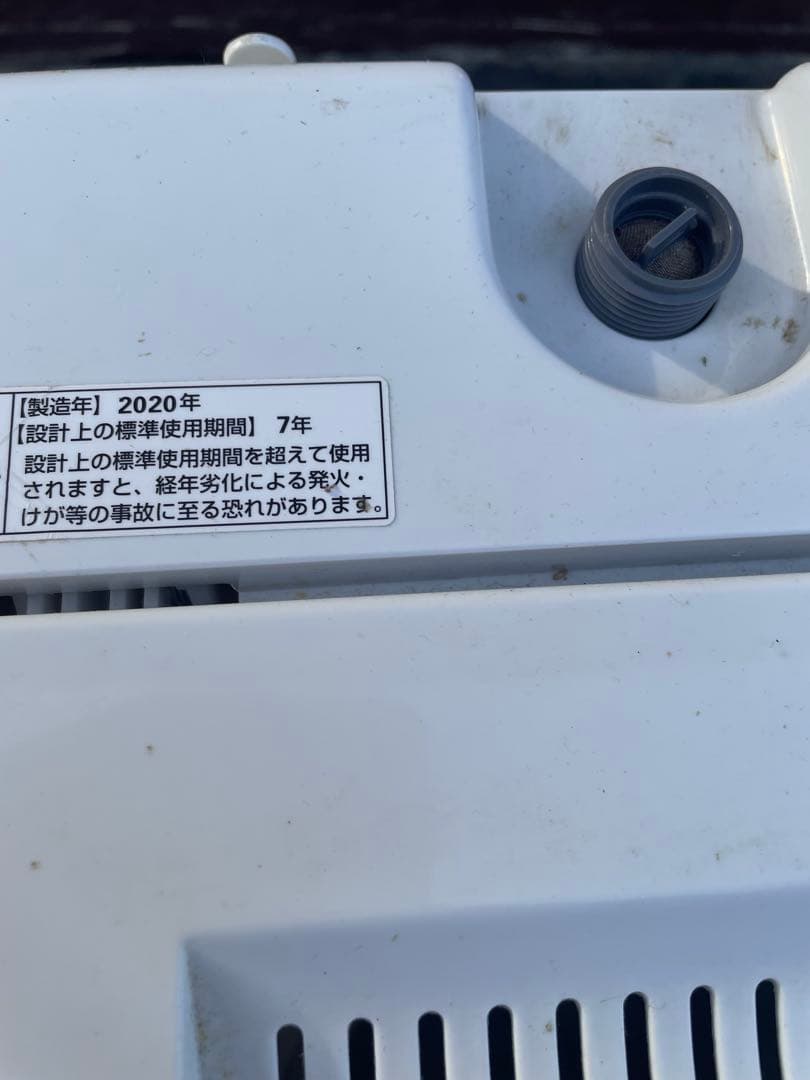 【製造年】 2020年
【設計上の標準使用期間】 7年
設計上の標準使用期間を超えて使用
されますと、経年劣化による発火・
けが等の事故に至る恐れがあります。